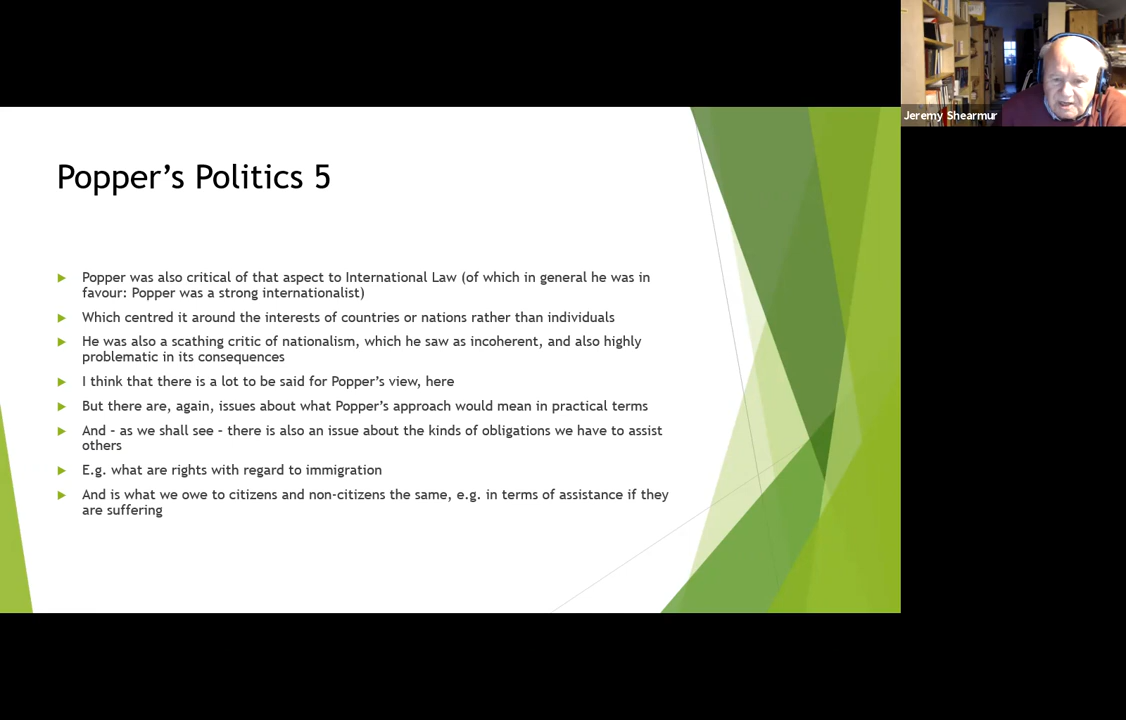 Jeremy Shearmur
Popper's Politics 5
Popper was also critical of that aspect to International Law (of which in general he was in
favour: Popper was a strong internationalist)
Which centred it around the interests of countries or nations rather than individuals
He was also a scathing critic of nationalism, which he saw as incoherent, and also highly
problematic in its consequences
I think that there is a lot to be said for Popper's view, here
But there are, again, issues about what Popper's approach would mean in practical terms
And – as we shall see – there is also an issue about the kinds of obligations we have to assist
others
E.g. what are rights with regard to immigration
And is what we owe to citizens and non-citizens the same, e.g. in terms of assistance if they
are suffering